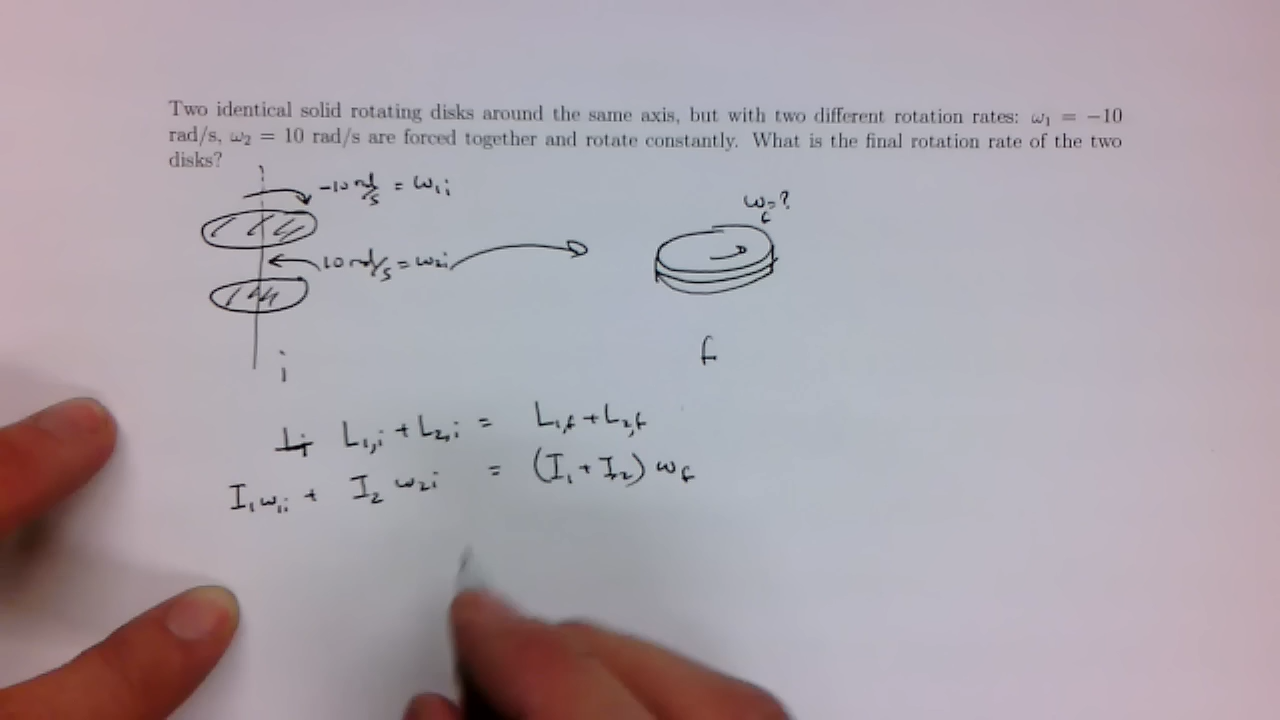 Two identical solid rotating disks around the same axis, but with two different rotation rates: ω₁ = −10
rad/s, ω₂ = 10 rad/s are forced together and rotate constantly. What is the final rotation rate of the two
disks?
-10 rad/s = ω₁i
ω_f=?
10 rad/s = ω₂i
i
f
L₁,i + L₂,i = L₁,f + L₂,f
I₁ω₁i + I₂ω₂i = (I₁ + I₂) ω_f